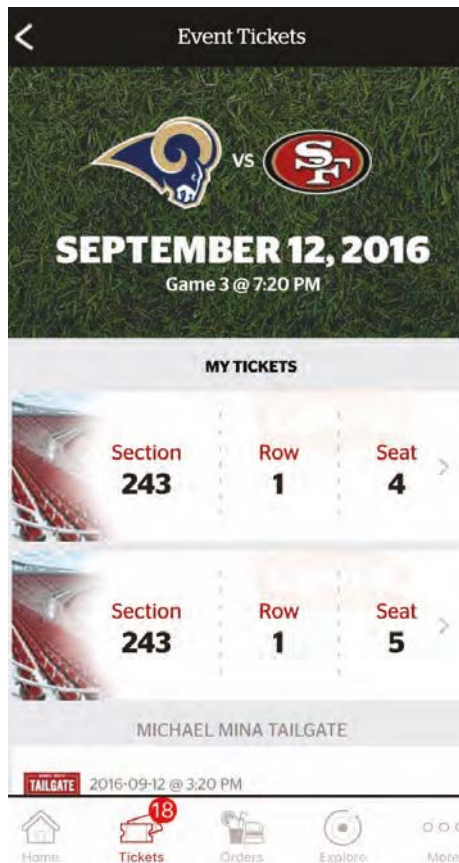 Event Tickets
VS
SF
SEPTEMBER 12, 2016
Game 3 @ 7:20 PM
MY TICKETS
Section Row Seat
243 1 4
Section Row Seat
243 1 5
MICHAEL MINA TAILGATE
TAILGATE 2016-09-12 @ 3:20 PM
18
Home Tickets Orders Explore More